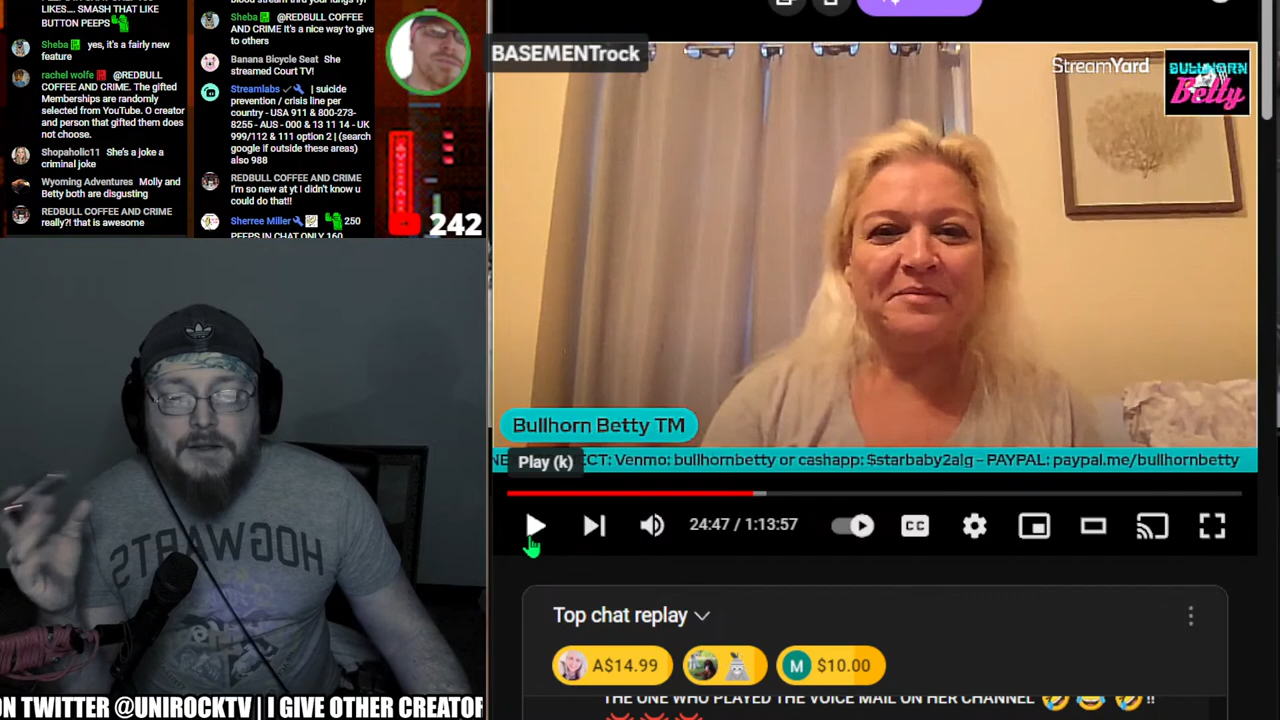 LIKES... SMASH THAT LIKE
BUTTON PEEPS
Sheba yes, it's a fairly new
feature
rachel wolfe @REDBULL
COFFEE AND CRIME. The gifted
Memberships are randomly
selected from YouTube. O creator
and person that gifted them does
not choose.
Shopaholic11 She's a joke a
criminal joke
Wyoming Adventures Molly and
Betty both are disgusting
REDBULL COFFEE AND CRIME
really?! that is awesome
Sheba @REDBULL COFFEE
AND CRIME It's a nice way to give
to others
Banana Bicycle Seat She
streamed Court TV!
Streamlabs | suicide
prevention / crisis line per
country - USA 911 & 800-273-
8255 - AUS - 000 & 13 11 14 - UK
999/112 & 111 option 2 | (search
google if outside these areas)
also 988
REDBULL COFFEE AND CRIME
I'm so new at yt I didn't know u
could do that!!
Sherree Miller 250
PEEPS IN CHAT ONLY 160
242
BASEMENTrock
StreamYard
BULLHORN
Betty
HOGWARTS
Bullhorn Betty TM
Play (k)
CT: Venmo: bullhornbetty or cashapp: $starbaby2alg - PAYPAL: paypal.me/bullhornbetty
24:47 / 1:13:57
CC
Top chat replay
A$14.99
M $10.00
THE ONE WHO PLAYED THE VOICE MAIL ON HER CHANNEL 🤣😂🤣!!
ON TWITTER @UNIROCKTV | I GIVE OTHER CREATOR